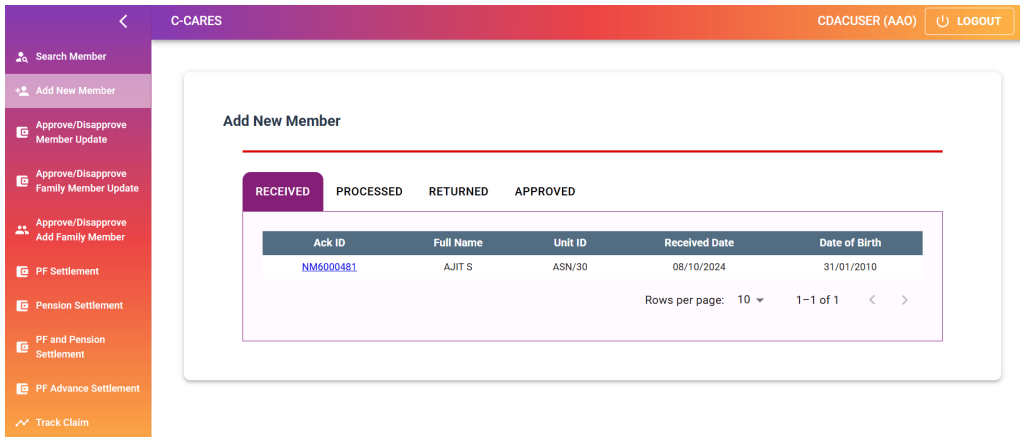 C-CARES
CDACUSER (AAO)
LOGOUT
Search Member
Add New Member
Approve/Disapprove
Member Update
Approve/Disapprove
Family Member Update
Approve/Disapprove
Add Family Member
PF Settlement
Pension Settlement
PF and Pension
Settlement
PF Advance Settlement
Track Claim
Add New Member
RECEIVED PROCESSED RETURNED APPROVED
Ack ID Full Name Unit ID Received Date Date of Birth
NM6000481 AJIT S ASN/30 08/10/2024 31/01/2010
Rows per page: 10 1–1 of 1